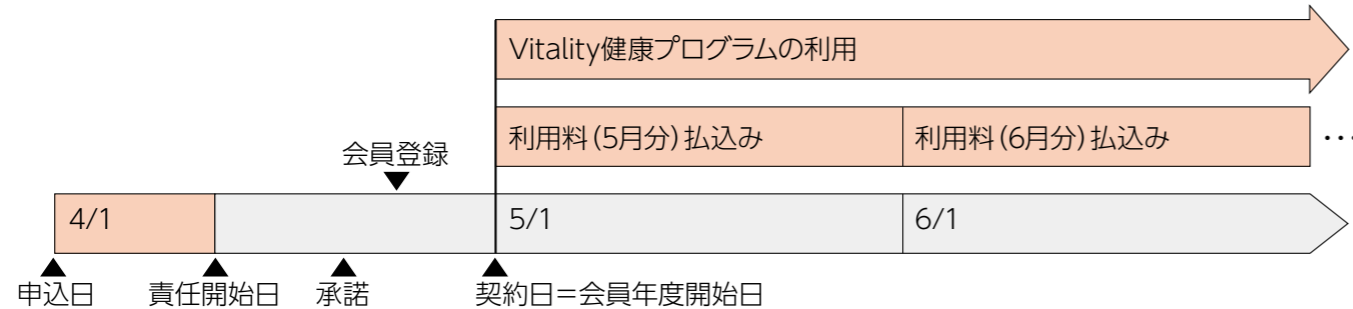 Vitality健康プログラムの利用
利用料(5月分)払込み
利用料(6月分)払込み
…
会員登録
4/1
5/1
6/1
申込日
責任開始日
承諾
契約日=会員年度開始日